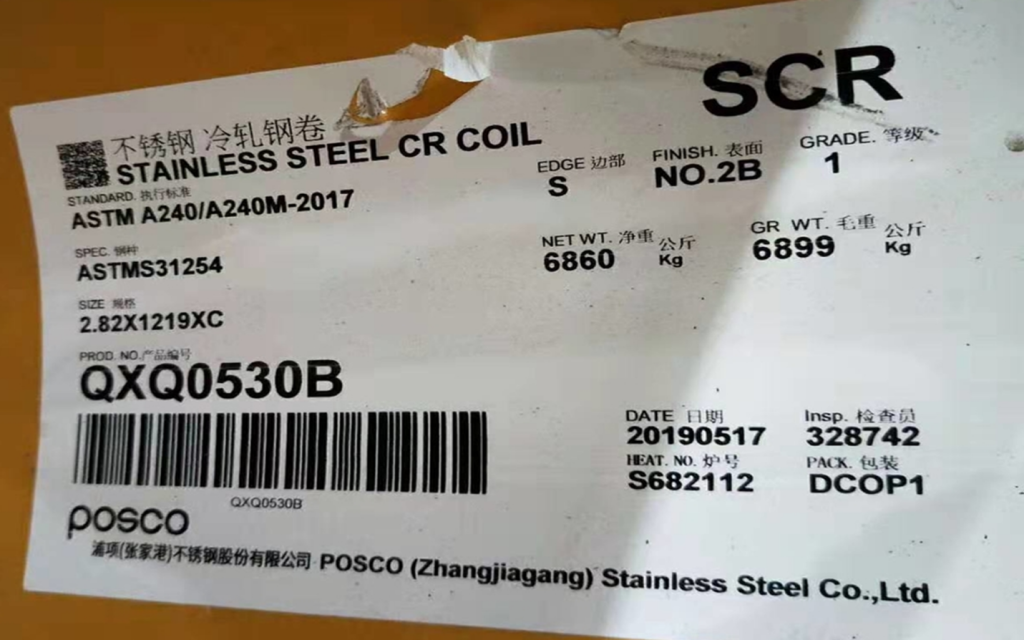 SCR
不锈钢 冷轧钢卷
STAINLESS STEEL CR COIL
EDGE 边部
S
FINISH. 表面
NO.2B
GRADE. 等级
1
STANDARD. 执行标准
ASTM A240/A240M-2017
SPEC. 钢种
ASTMS31254
NET WT. 净重 公斤
6860 Kg
GR WT. 毛重 公斤
6899 Kg
SIZE 规格
2.82X1219XC
PROD. NO.产品编号
QXQ0530B
QXQ0530B
DATE 日期
20190517
Insp. 检查员
328742
HEAT. NO. 炉号
S682112
PACK. 包装
DCOP1
posco
浦项(张家港)不锈钢股份有限公司 POSCO (Zhangjiagang) Stainless Steel Co.,Ltd.